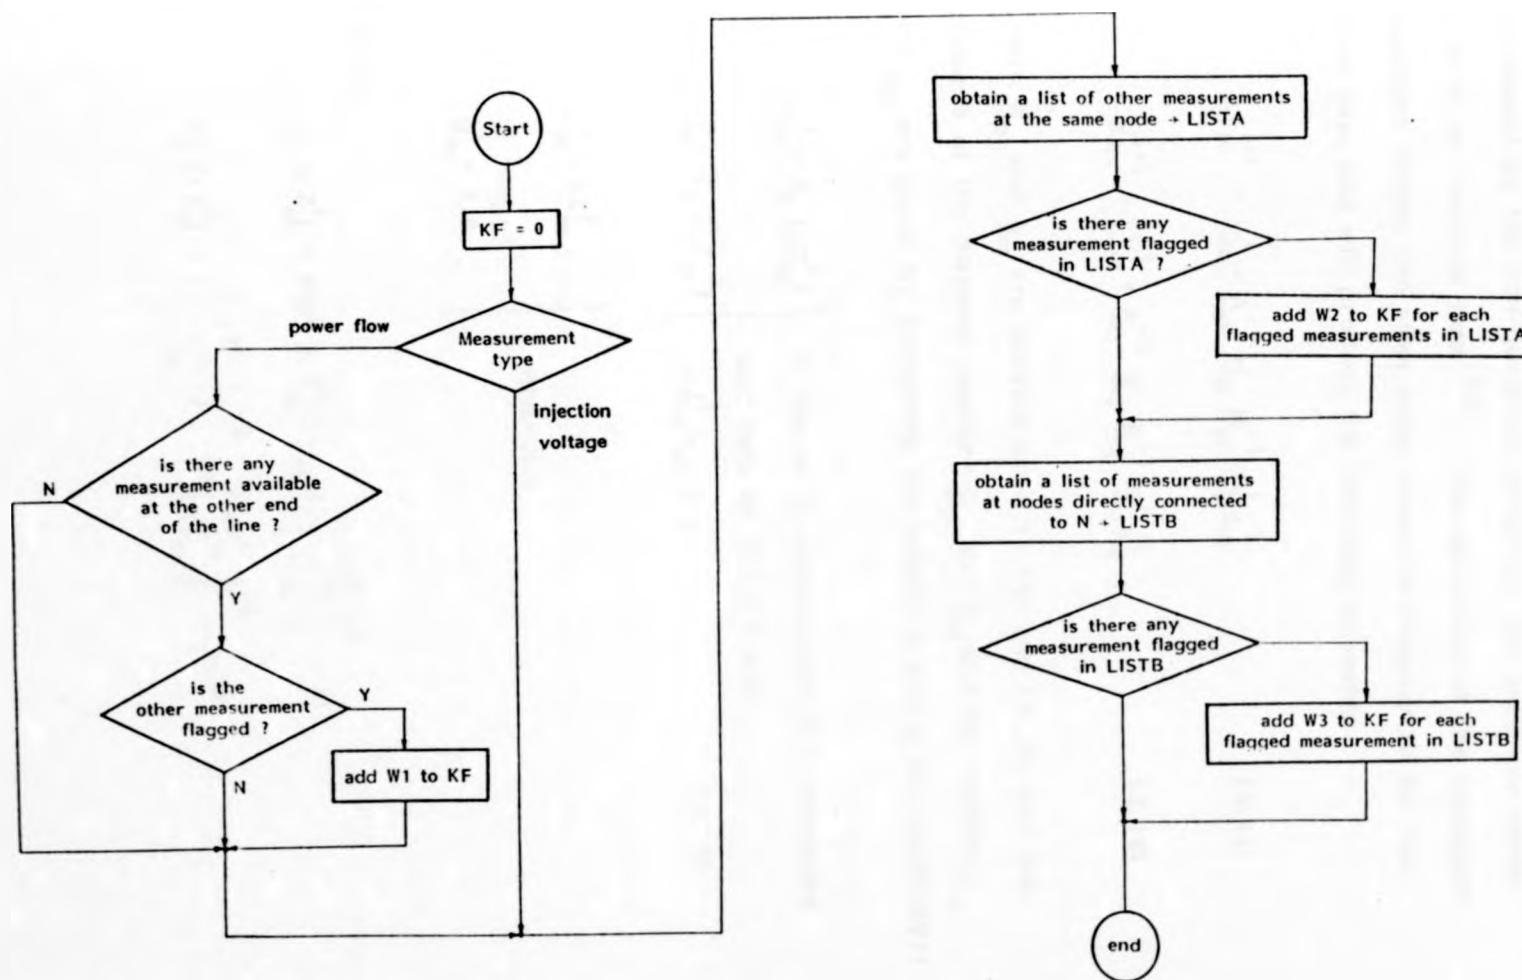 Start
KF = 0
Measurement
type
power flow
Injection
voltage
is there any
measurement available
at the other end
of the line ?
N
Y
is the
other measurement
flagged ?
Y
N
add W1 to KF
obtain a list of other measurements
at the same node → LISTA
is there any
measurement flagged
in LISTA ?
add W2 to KF for each
flagged measurements in LISTA
obtain a list of measurements
at nodes directly connected
to N → LISTB
is there any
measurement flagged
in LISTB
add W3 to KF for each
flagged measurement in LISTB
end